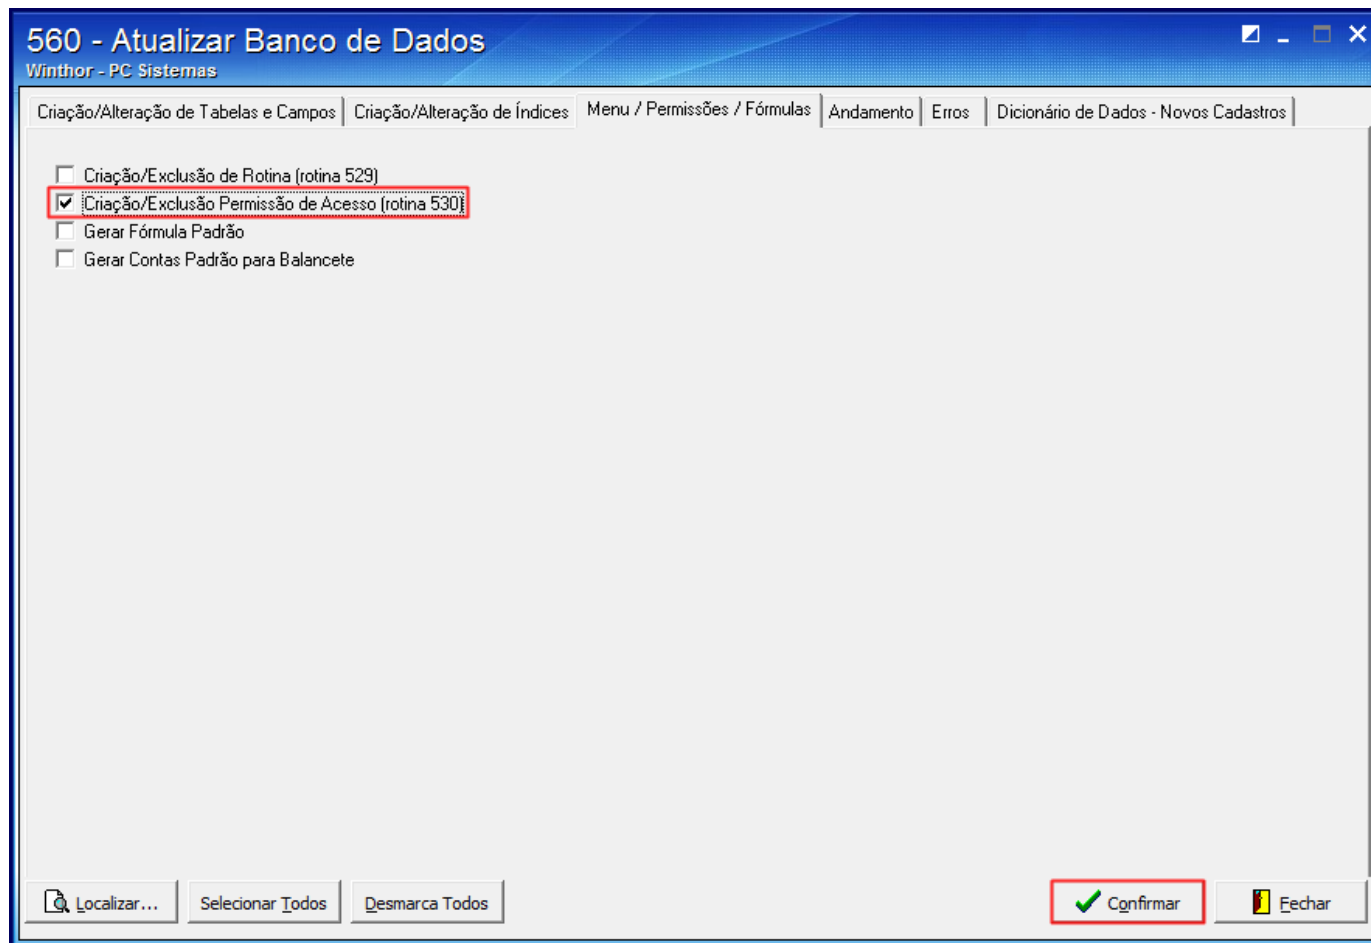 560 - Atualizar Banco de Dados
Winthor - PC Sistemas
Criação/Alteração de Tabelas e Campos Criação/Alteração de Índices Menu / Permissões / Fórmulas Andamento Erros Dicionário de Dados - Novos Cadastros
Criação/Exclusão de Rotina (rotina 529)
Criação/Exclusão Permissão de Acesso (rotina 530)
Gerar Fórmula Padrão
Gerar Contas Padrão para Balancete
Localizar... Selecionar Todos Desmarca Todos Confirmar Fechar